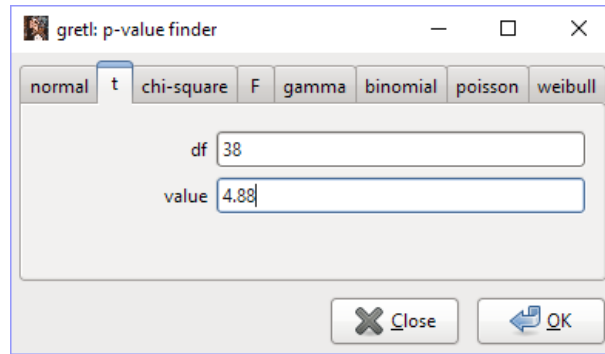 gretl: p-value finder
normal t chi-square F gamma binomial poisson weibull
df 38
value 4.88
Close OK